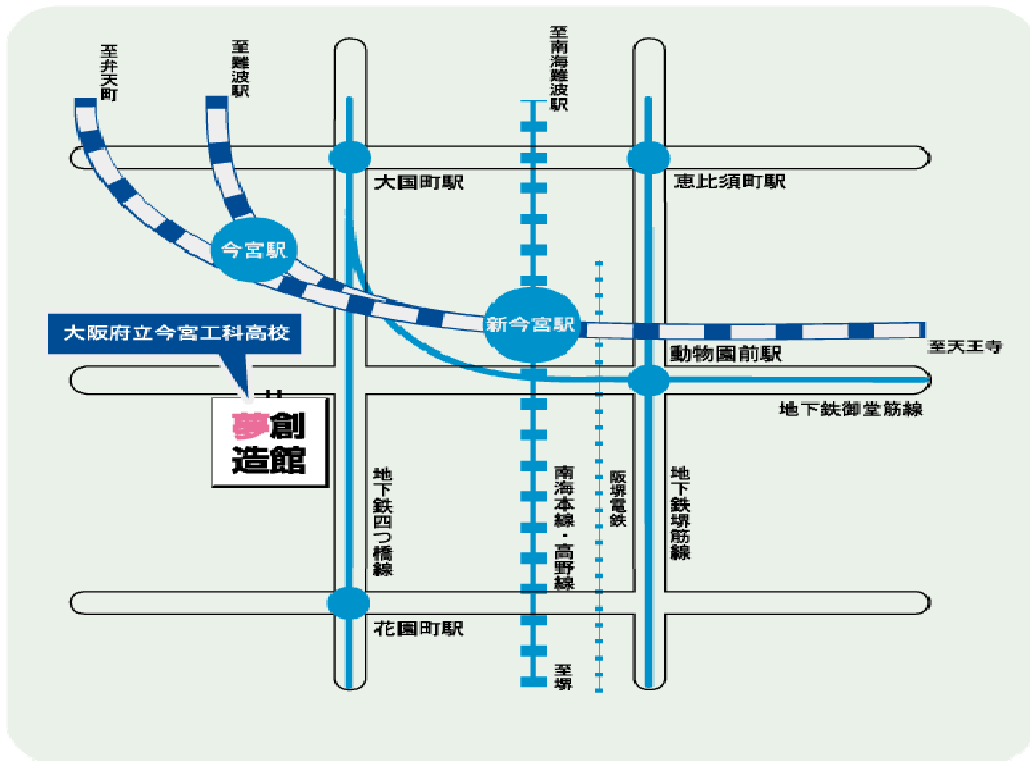 至弁天町
至難波駅
至南海難波駅
大国町駅
恵比須町駅
今宮駅
新今宮駅
大阪府立今宮工科高校
動物園前駅
至天王寺
地下鉄御堂筋線
夢創
造館
地下鉄四つ橋線
南海本線・高野線
阪堺電鉄
地下鉄堺筋線
花園町駅
至堺